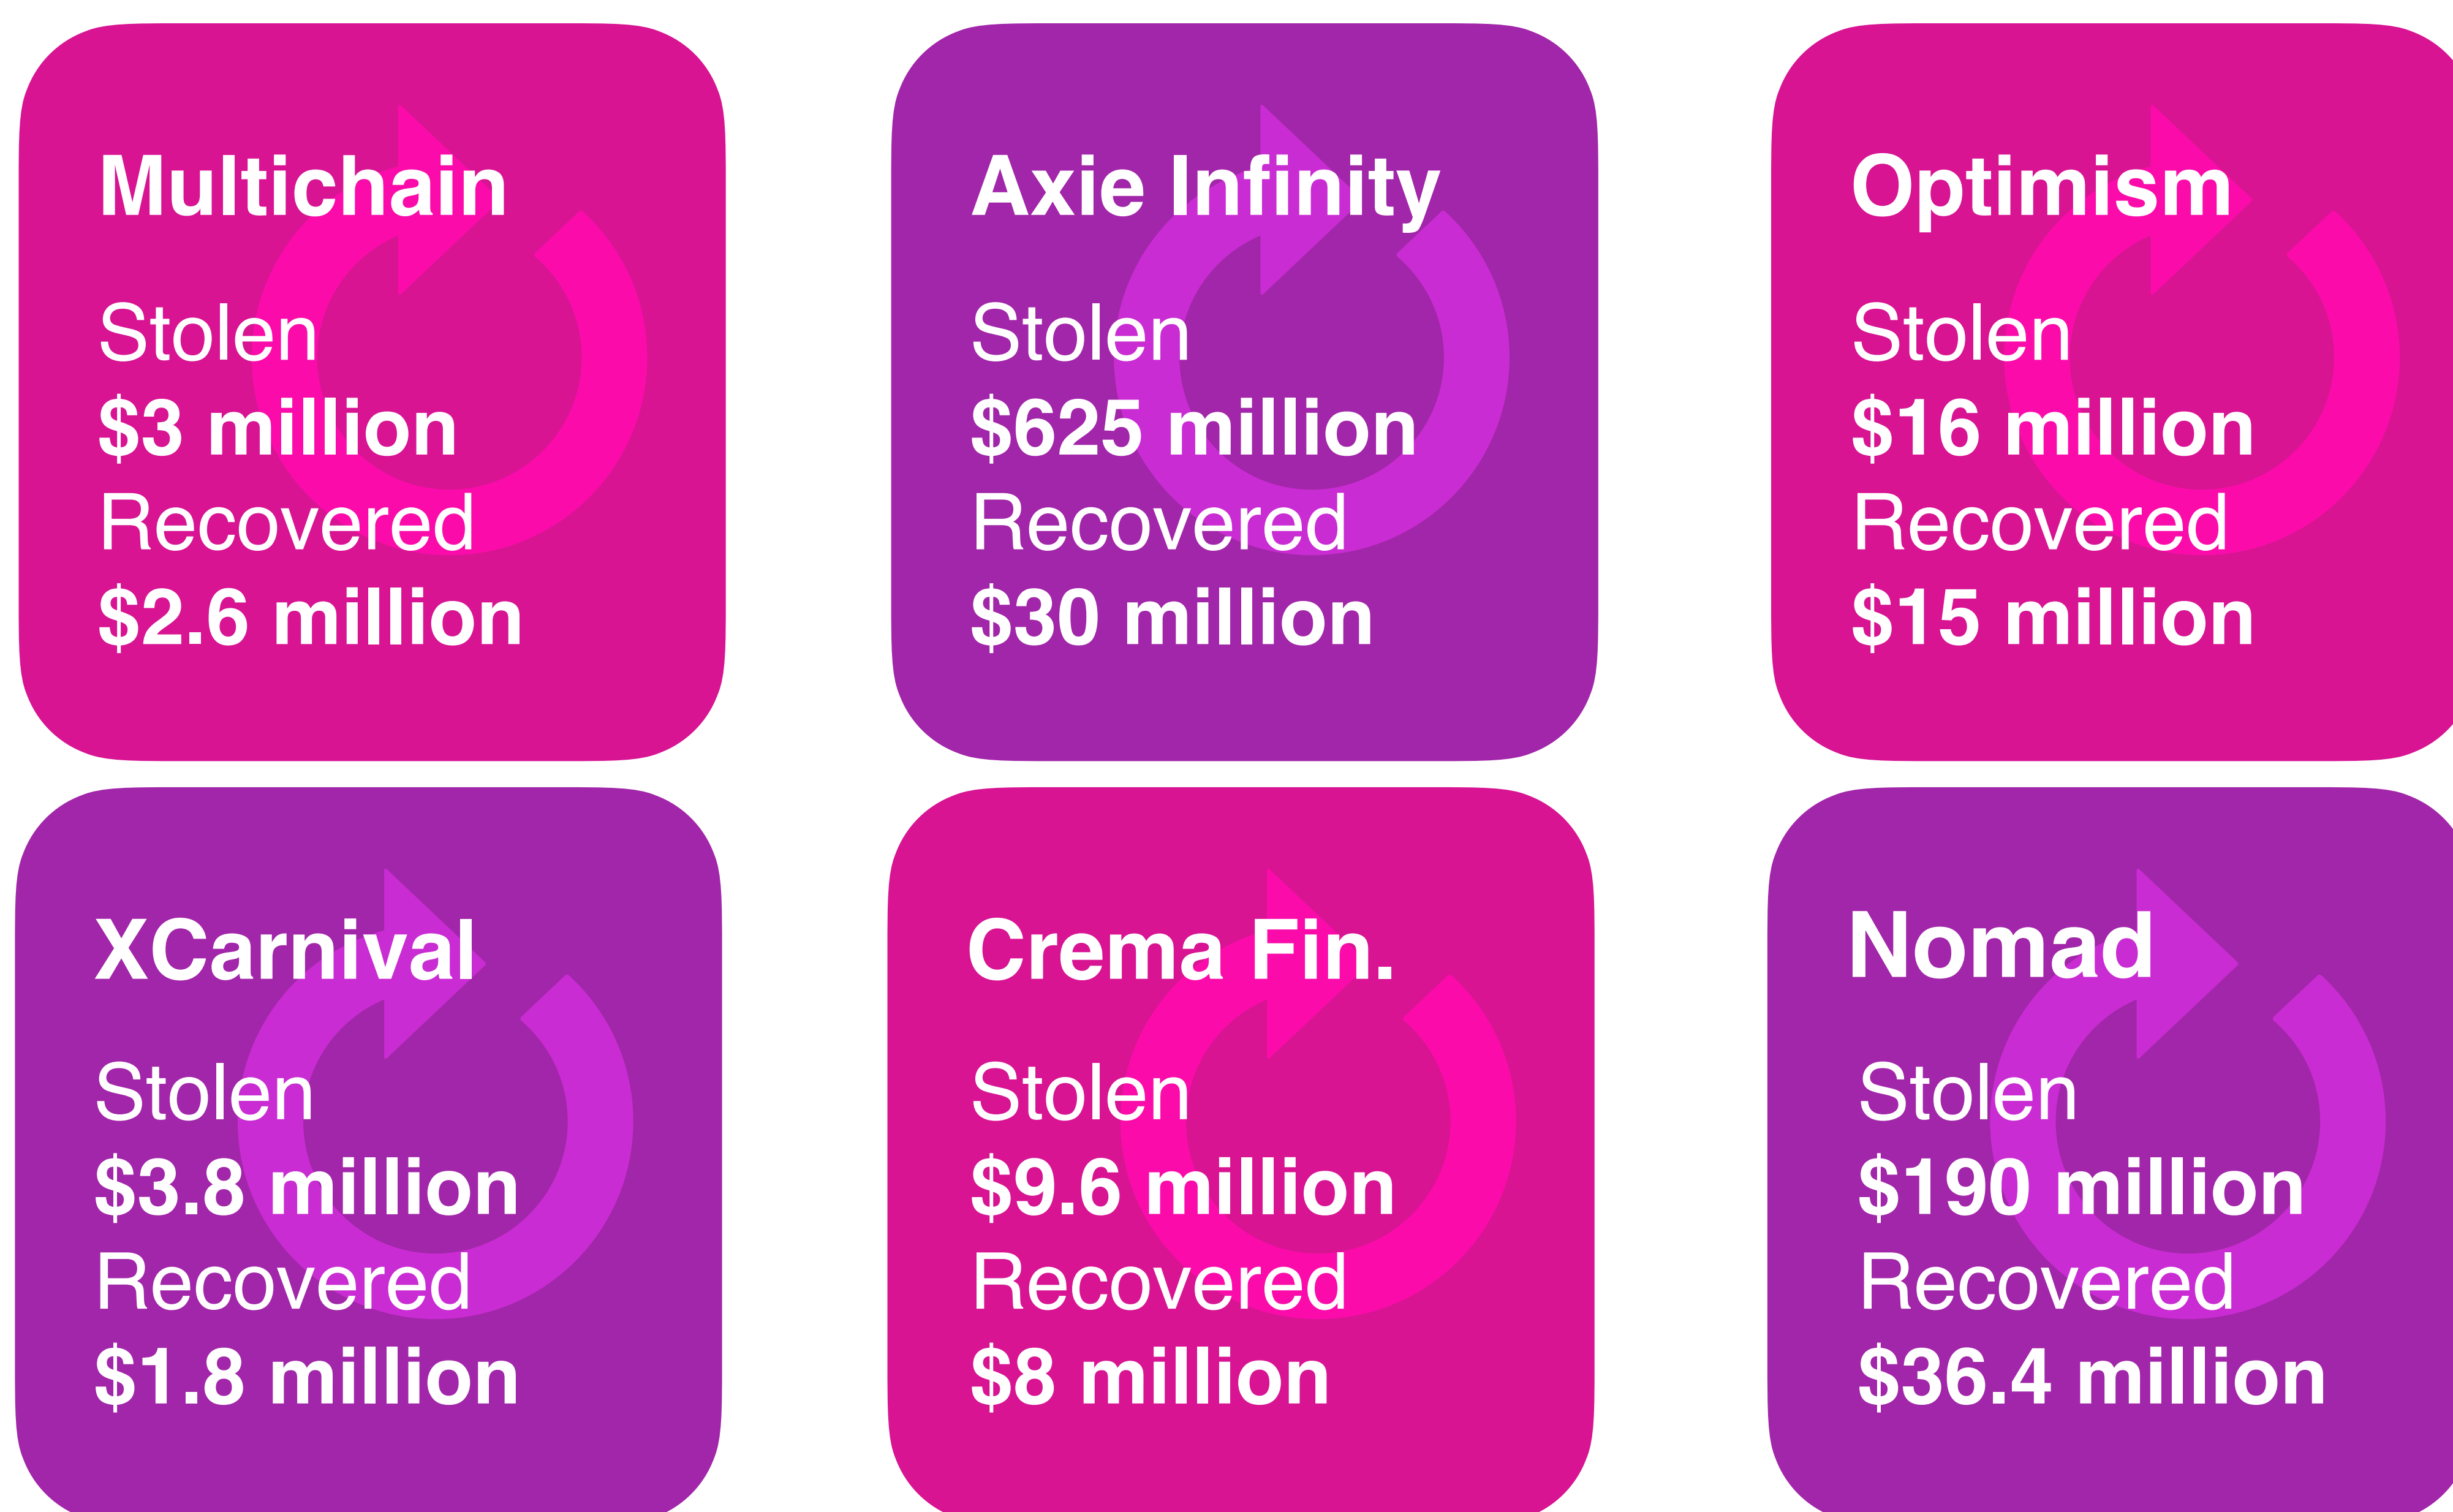 Multichain
Stolen
$3 million
Recovered
$2.6 million
Axie Infinity
Stolen
$625 million
Recovered
$30 million
Optimism
Stolen
$16 million
Recovered
$15 million
XCarnival
Stolen
$3.8 million
Recovered
$1.8 million
Crema Fin.
Stolen
$9.6 million
Recovered
$8 million
Nomad
Stolen
$190 million
Recovered
$36.4 million